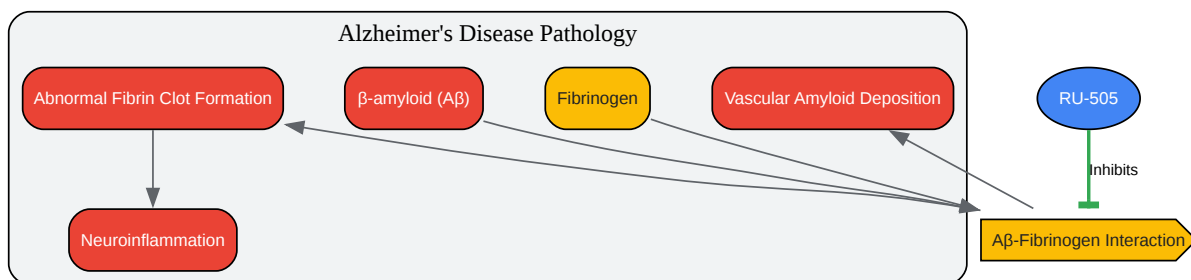 Alzheimer's Disease Pathology
Abnormal Fibrin Clot Formation
β-amyloid (Aβ)
Fibrinogen
Vascular Amyloid Deposition
RU-505
Inhibits
Neuroinflammation
Aβ-Fibrinogen Interaction